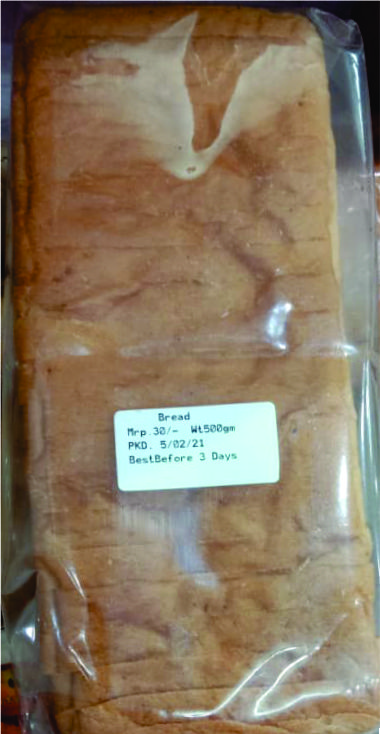 Bread
Mrp.30/- Wt500gm
PKD. 5/02/21
BestBefore 3 Days